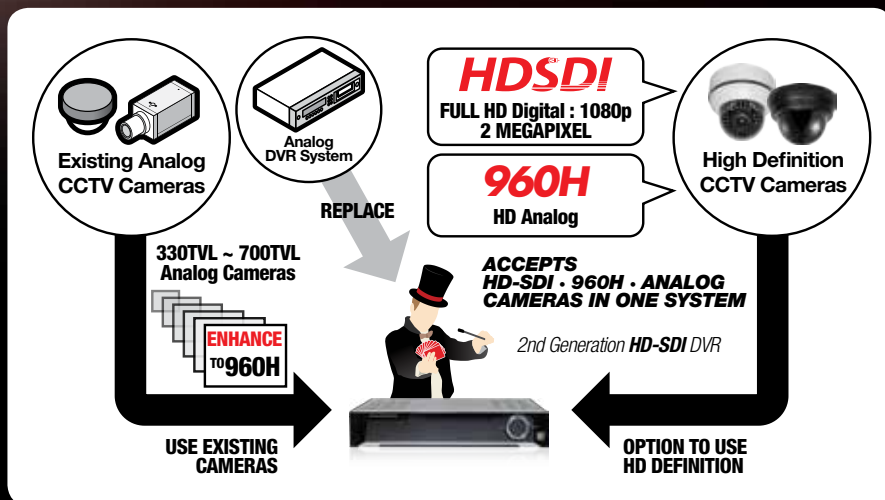 Existing Analog
CCTV Cameras
Analog
DVR System
HDSDI
FULL HD Digital : 1080p
2 MEGAPIXEL
960H
HD Analog
High Definition
CCTV Cameras
REPLACE
330TVL ~ 700TVL
Analog Cameras
ENHANCE
TO 960H
ACCEPTS
HD-SDI · 960H · ANALOG
CAMERAS IN ONE SYSTEM
2nd Generation HD-SDI DVR
USE EXISTING
CAMERAS
OPTION TO USE
HD DEFINITION